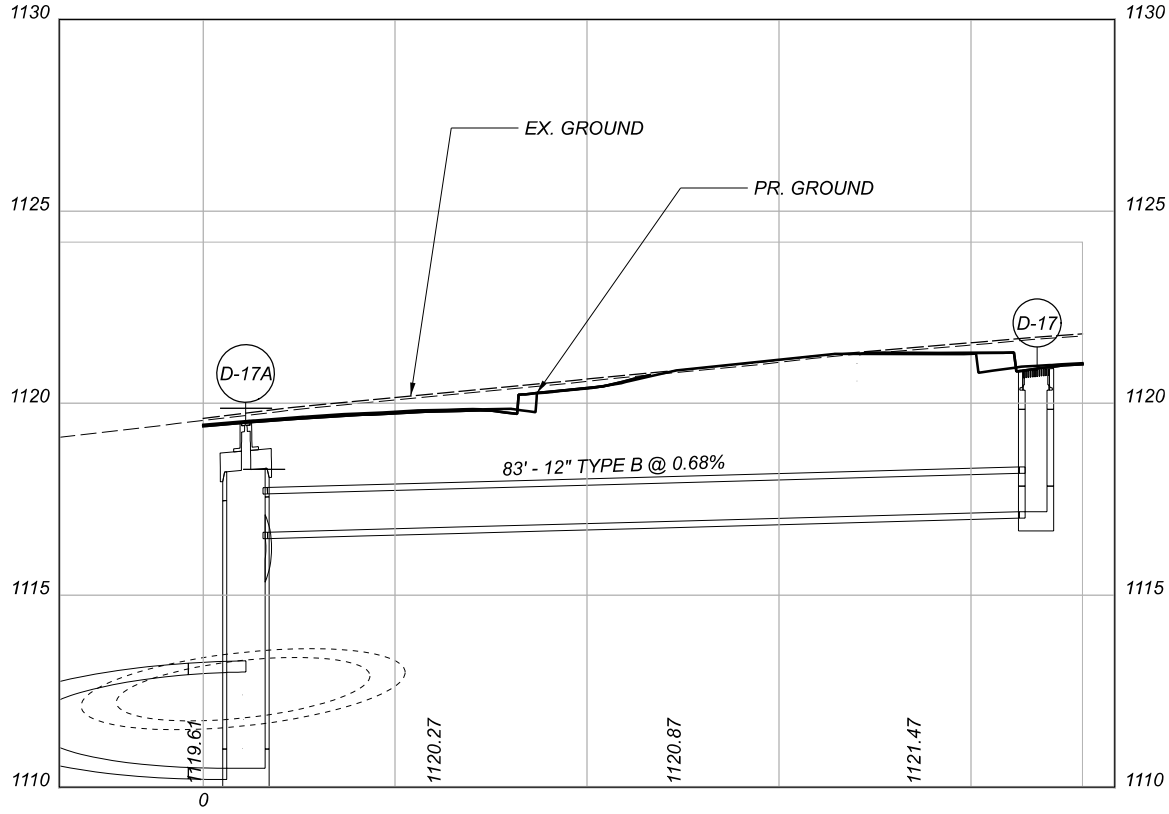 1130 1130
EX. GROUND
PR. GROUND
1125 1125
D-17
D-17A
1120 1120
83' - 12" TYPE B @ 0.68%
1115 1115
1119.61 1120.27 1120.87 1121.47
1110 1110
0